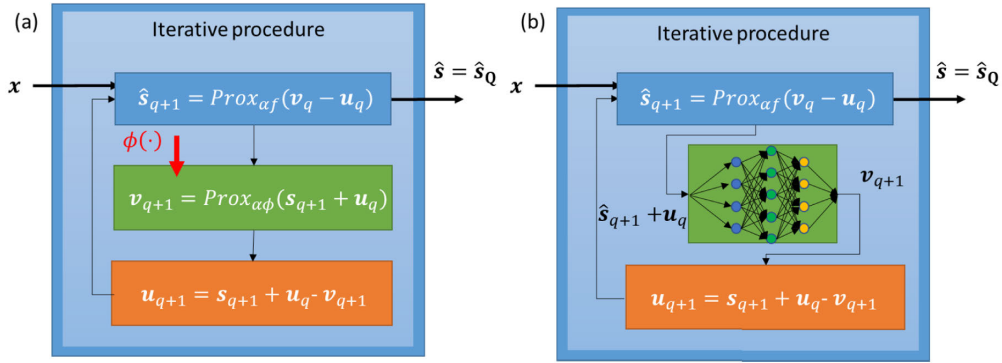 (a)
Iterative procedure
x
ŝ_{q+1} = Prox_{αf}(v_q − u_q)
ŝ = ŝ_Q
ϕ(·)
v_{q+1} = Prox_{αϕ}(s_{q+1} + u_q)
u_{q+1} = s_{q+1} + u_q - v_{q+1}
(b)
Iterative procedure
x
ŝ_{q+1} = Prox_{αf}(v_q − u_q)
ŝ = ŝ_Q
v_{q+1}
ŝ_{q+1} + u_q
u_{q+1} = s_{q+1} + u_q - v_{q+1}